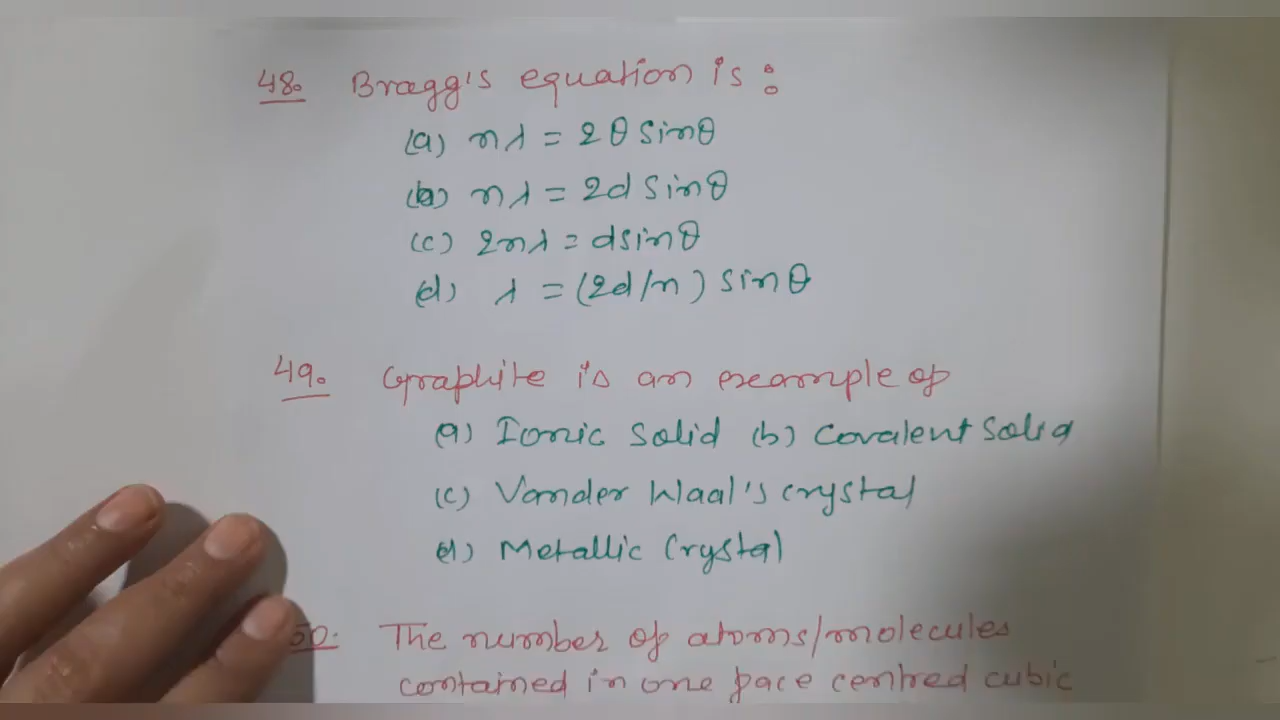 48. Bragg's equation is :
(a) nλ = 2θ sinθ
(b) nλ = 2d sinθ
(c) 2nλ = dsinθ
(d) λ = (2d/n) sinθ
49. Graphite is an example of
(a) Ionic solid (b) Covalent solid
(c) Vander Waal's crystal
(d) Metallic Crystal
50. The number of atoms/molecules
contained in one face centred cubic